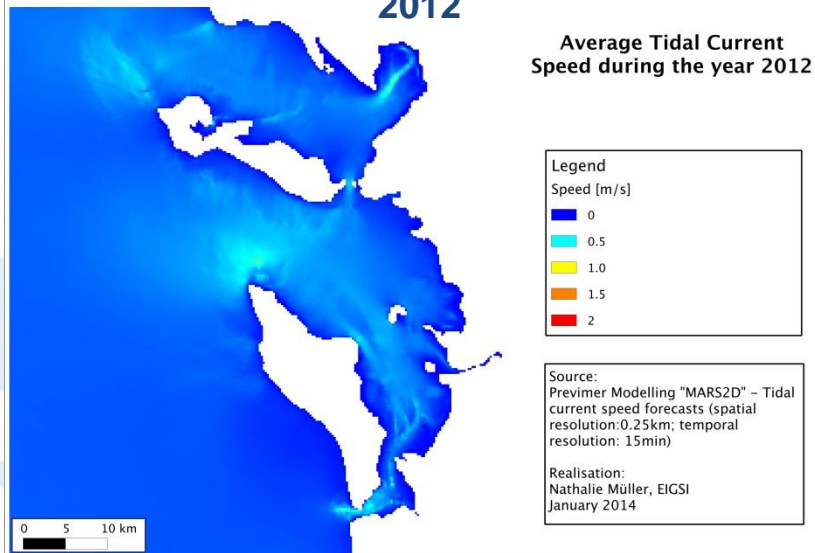 2012
Average Tidal Current
Speed during the year 2012
Legend
Speed [m/s]
0
0.5
1.0
1.5
2
Source:
Previmer Modelling "MARS2D" – Tidal
current speed forecasts (spatial
resolution:0.25km; temporal
resolution: 15min)
Realisation:
Nathalie Müller, EIGSI
January 2014
0 5 10 km